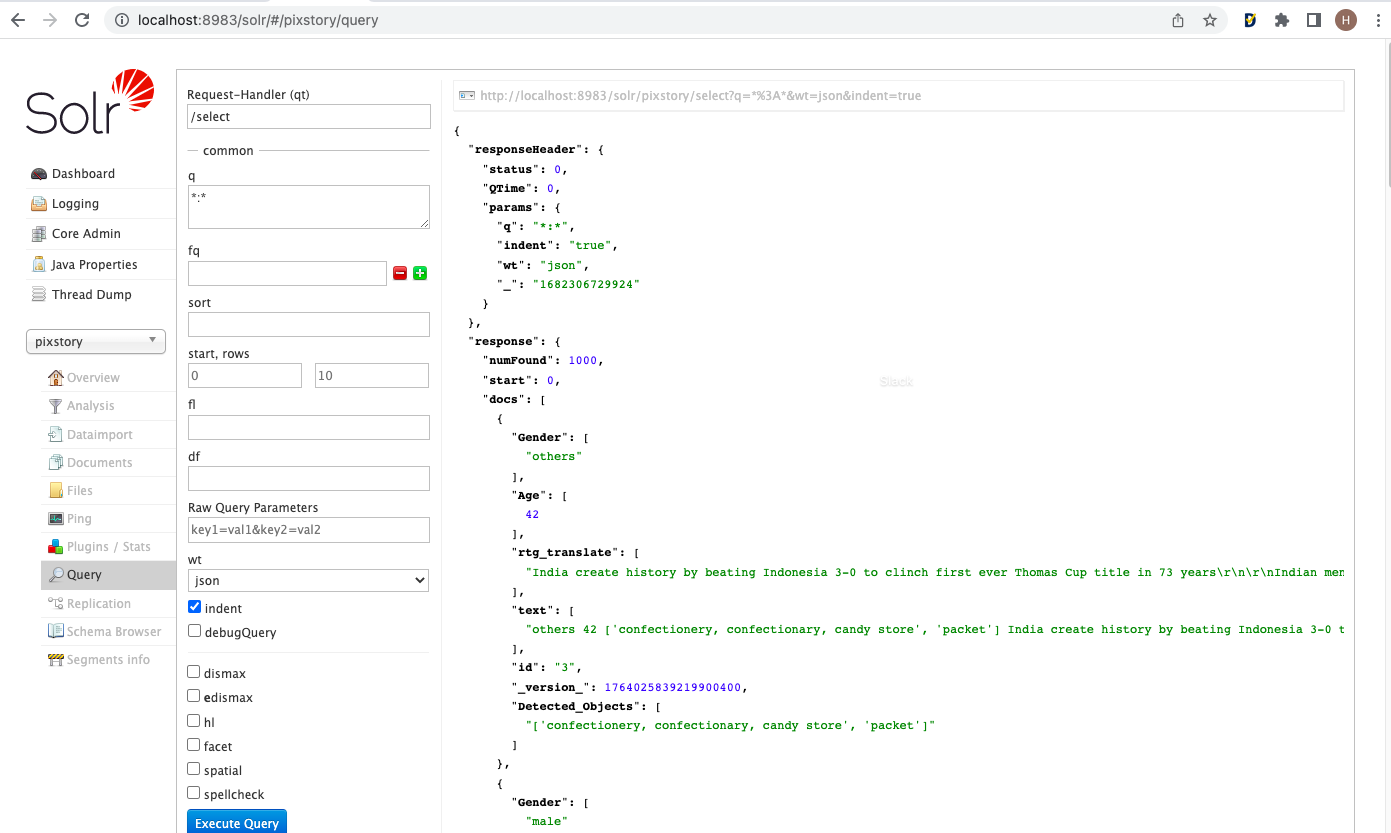 localhost:8983/solr/#/pixstory/query
H
Solr
Dashboard
Logging
Core Admin
Java Properties
Thread Dump
pixstory
Overview
Analysis
Dataimport
Documents
Files
Ping
Plugins / Stats
Query
Replication
Schema Browser
Segments info
Request-Handler (qt)
/select
common
q
*:*
fq
sort
start, rows
0 10
fl
df
Raw Query Parameters
key1=val1&key2=val2
wt
json
indent
debugQuery
dismax
edismax
hl
facet
spatial
spellcheck
Execute Query
http://localhost:8983/solr/pixstory/select?q=*%3A*&wt=json&indent=true
{
"responseHeader": {
"status": 0,
"QTime": 0,
"params": {
"q": "*:*",
"indent": "true",
"wt": "json",
"_": "1682306729924"
}
},
"response": {
"numFound": 1000,
"start": 0,
"docs": [
{
"Gender": [
"others"
],
"Age": [
42
],
"rtg_translate": [
"India create history by beating Indonesia 3-0 to clinch first ever Thomas Cup title in 73 years\r\n\r\nIndian men
],
"text": [
"others 42 ['confectionery, confectionary, candy store', 'packet'] India create history by beating Indonesia 3-0 t
],
"id": "3",
"_version_": 1764025839219900400,
"Detected_Objects": [
"['confectionery, confectionary, candy store', 'packet']"
]
},
{
"Gender": [
"male"
Slack